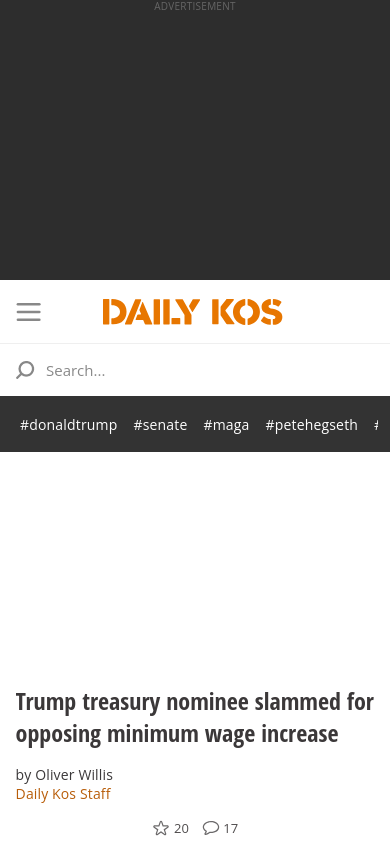 ADVERTISEMENT
DAILY KOS
Search...
#donaldtrump #senate #maga #petehegseth
Trump treasury nominee slammed for
opposing minimum wage increase
by Oliver Willis
Daily Kos Staff
20 17